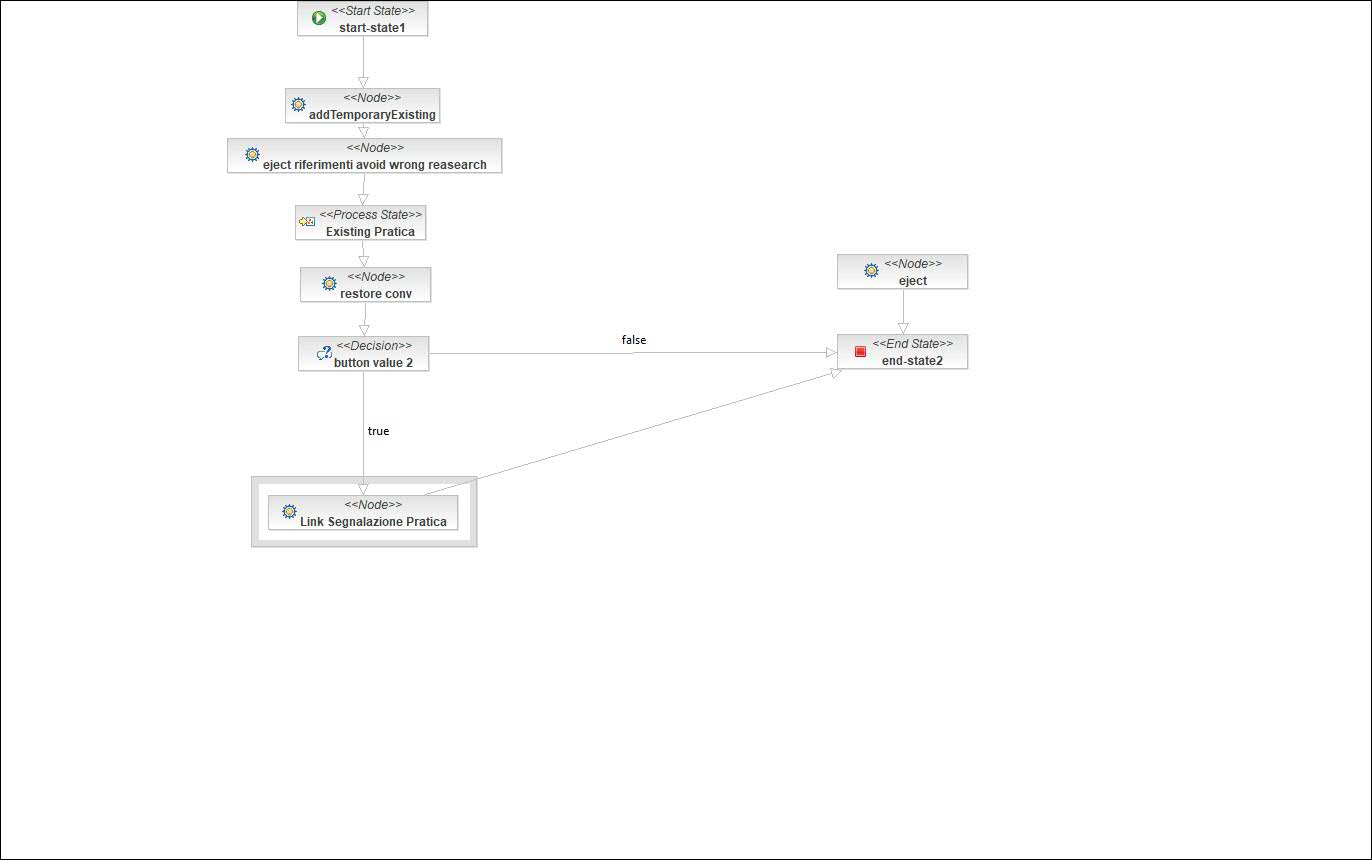 <<Start State>>
start-state1
<<Node>>
addTemporaryExisting
<<Node>>
eject riferimenti avoid wrong reasearch
<<Process State>>
Existing Pratica
<<Node>>
restore conv
<<Node>>
eject
<<Decision>>
button value 2
false
<<End State>>
end-state2
true
<<Node>>
Link Segnalazione Pratica